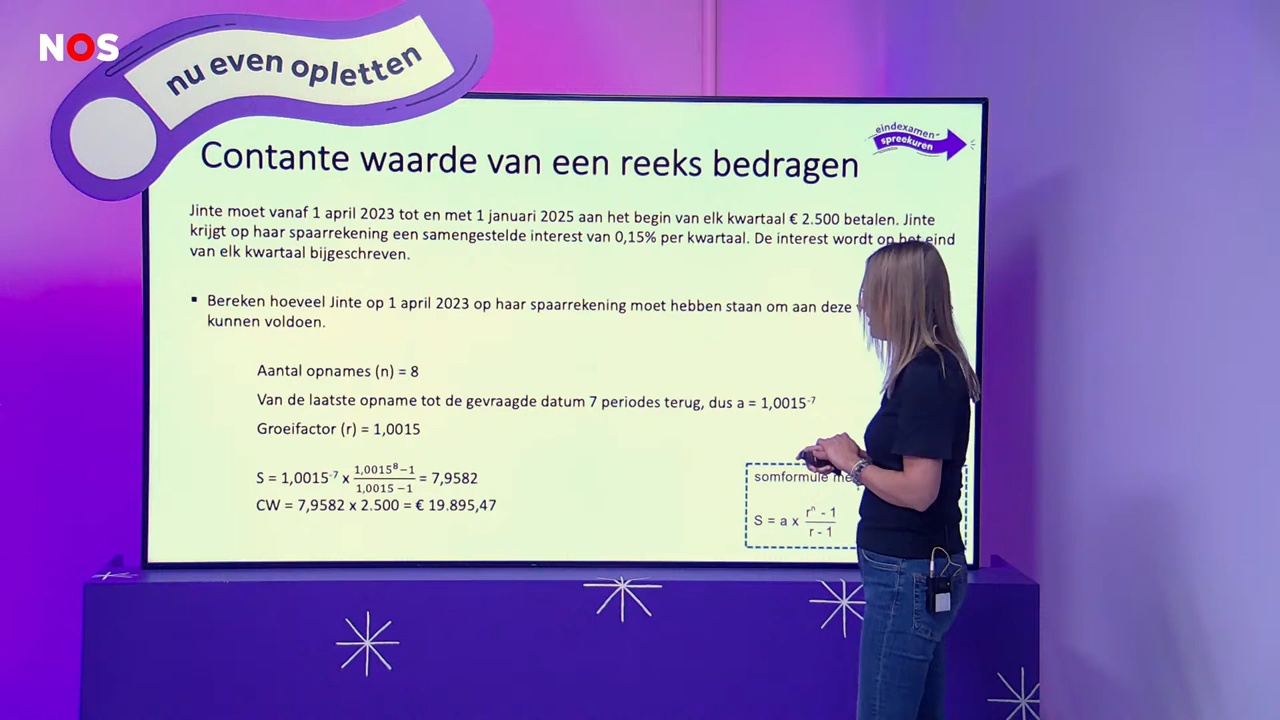 NOS
nu even opletten
eindexamen-
spreekuren
Contante waarde van een reeks bedragen
Jinte moet vanaf 1 april 2023 tot en met 1 januari 2025 aan het begin van elk kwartaal € 2.500 betalen. Jinte
krijgt op haar spaarrekening een samengestelde interest van 0,15% per kwartaal. De interest wordt op het eind
van elk kwartaal bijgeschreven.
▪ Bereken hoeveel Jinte op 1 april 2023 op haar spaarrekening moet hebben staan om aan deze
kunnen voldoen.
Aantal opnames (n) = 8
Van de laatste opname tot de gevraagde datum 7 periodes terug, dus a = 1,0015⁻⁷
Groeifactor (r) = 1,0015
S = 1,0015⁻⁷ x (1,0015⁸−1)/(1,0015 −1) = 7,9582
CW = 7,9582 x 2.500 = € 19.895,47
somformule
S = a x (rⁿ - 1)/(r - 1)